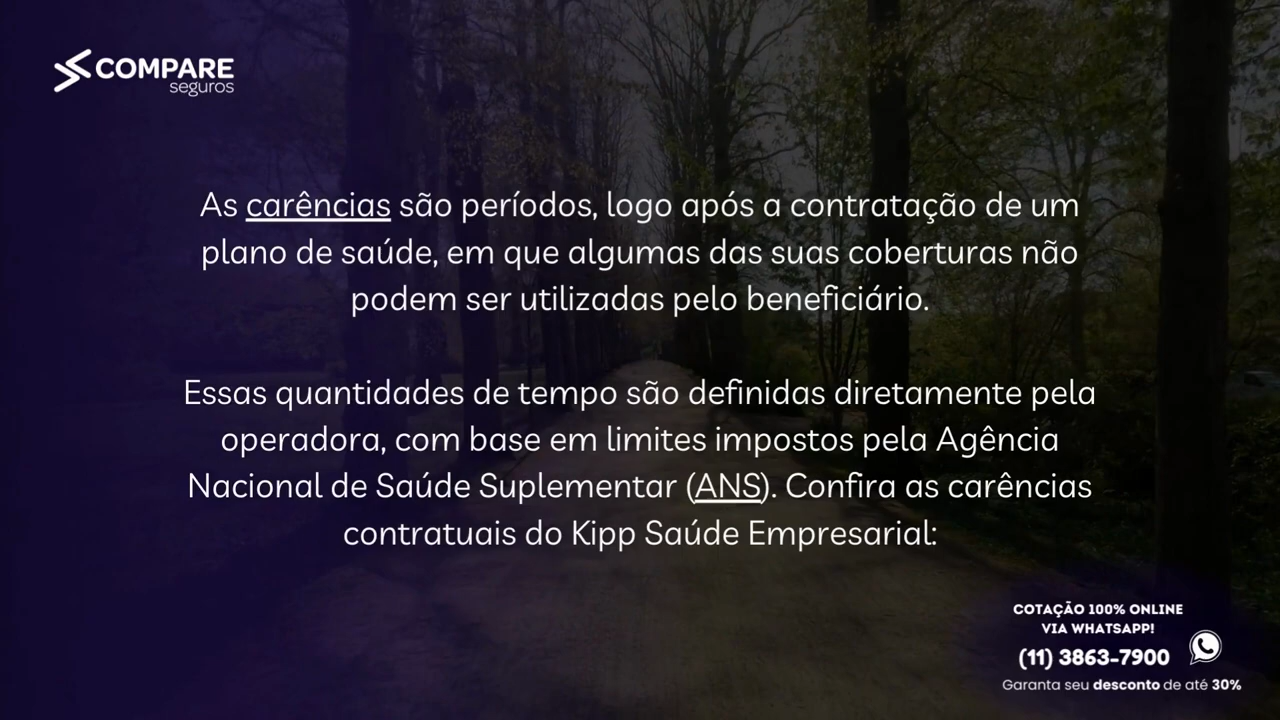 COMPARE
seguros
As carências são períodos, logo após a contratação de um
plano de saúde, em que algumas das suas coberturas não
podem ser utilizadas pelo beneficiário.
Essas quantidades de tempo são definidas diretamente pela
operadora, com base em limites impostos pela Agência
Nacional de Saúde Suplementar (ANS). Confira as carências
contratuais do Kipp Saúde Empresarial:
COTAÇÃO 100% ONLINE
VIA WHATSAPP!
(11) 3863-7900
Garanta seu desconto de até 30%